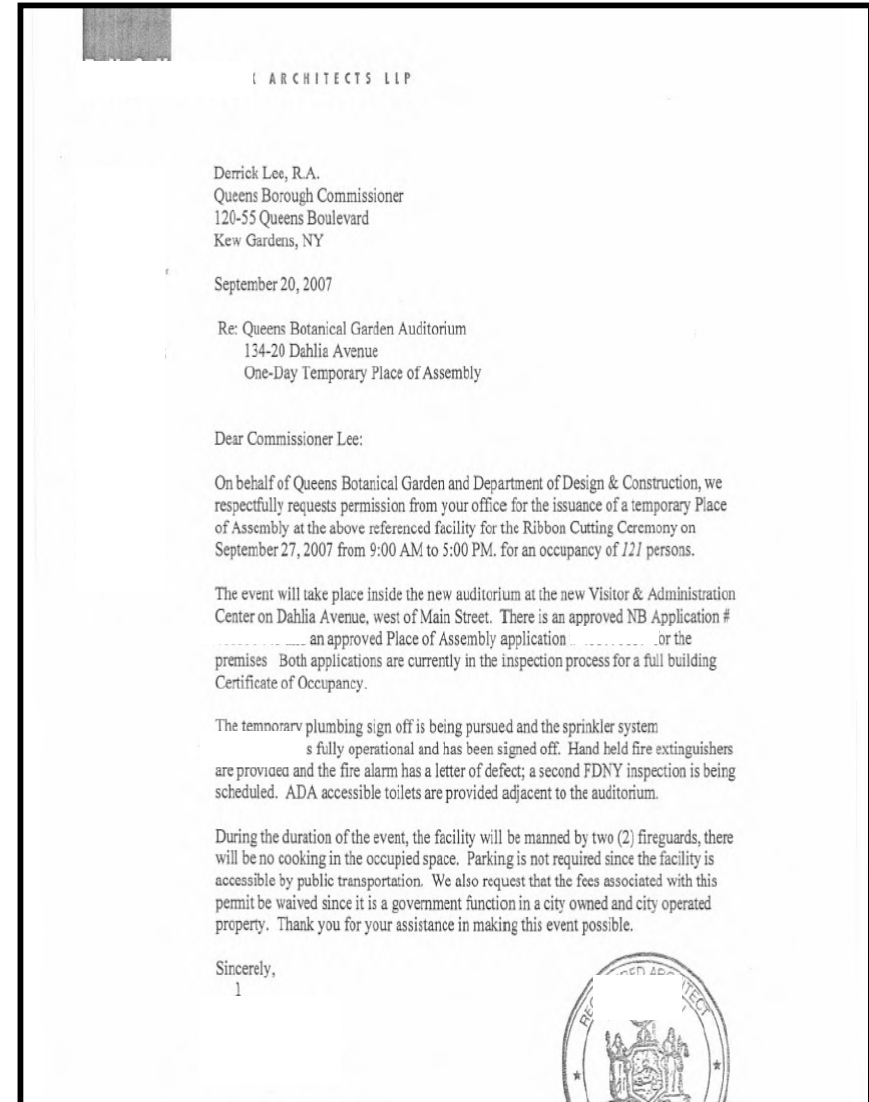 ARCHITECTS LLP
Derrick Lee, R.A.
Queens Borough Commissioner
120-55 Queens Boulevard
Kew Gardens, NY
September 20, 2007
Re: Queens Botanical Garden Auditorium
134-20 Dahlia Avenue
One-Day Temporary Place of Assembly
Dear Commissioner Lee:
On behalf of Queens Botanical Garden and Department of Design & Construction, we
respectfully requests permission from your office for the issuance of a temporary Place
of Assembly at the above referenced facility for the Ribbon Cutting Ceremony on
September 27, 2007 from 9:00 AM to 5:00 PM. for an occupancy of 121 persons.
The event will take place inside the new auditorium at the new Visitor & Administration
Center on Dahlia Avenue, west of Main Street. There is an approved NB Application #
an approved Place of Assembly application or the
premises Both applications are currently in the inspection process for a full building
Certificate of Occupancy.
The temporary plumbing sign off is being pursued and the sprinkler system
s fully operational and has been signed off. Hand held fire extinguishers
are provided and the fire alarm has a letter of defect; a second FDNY inspection is being
scheduled. ADA accessible toilets are provided adjacent to the auditorium.
During the duration of the event, the facility will be manned by two (2) fireguards, there
will be no cooking in the occupied space. Parking is not required since the facility is
accessible by public transportation. We also request that the fees associated with this
permit be waived since it is a government function in a city owned and city operated
property. Thank you for your assistance in making this event possible.
Sincerely,